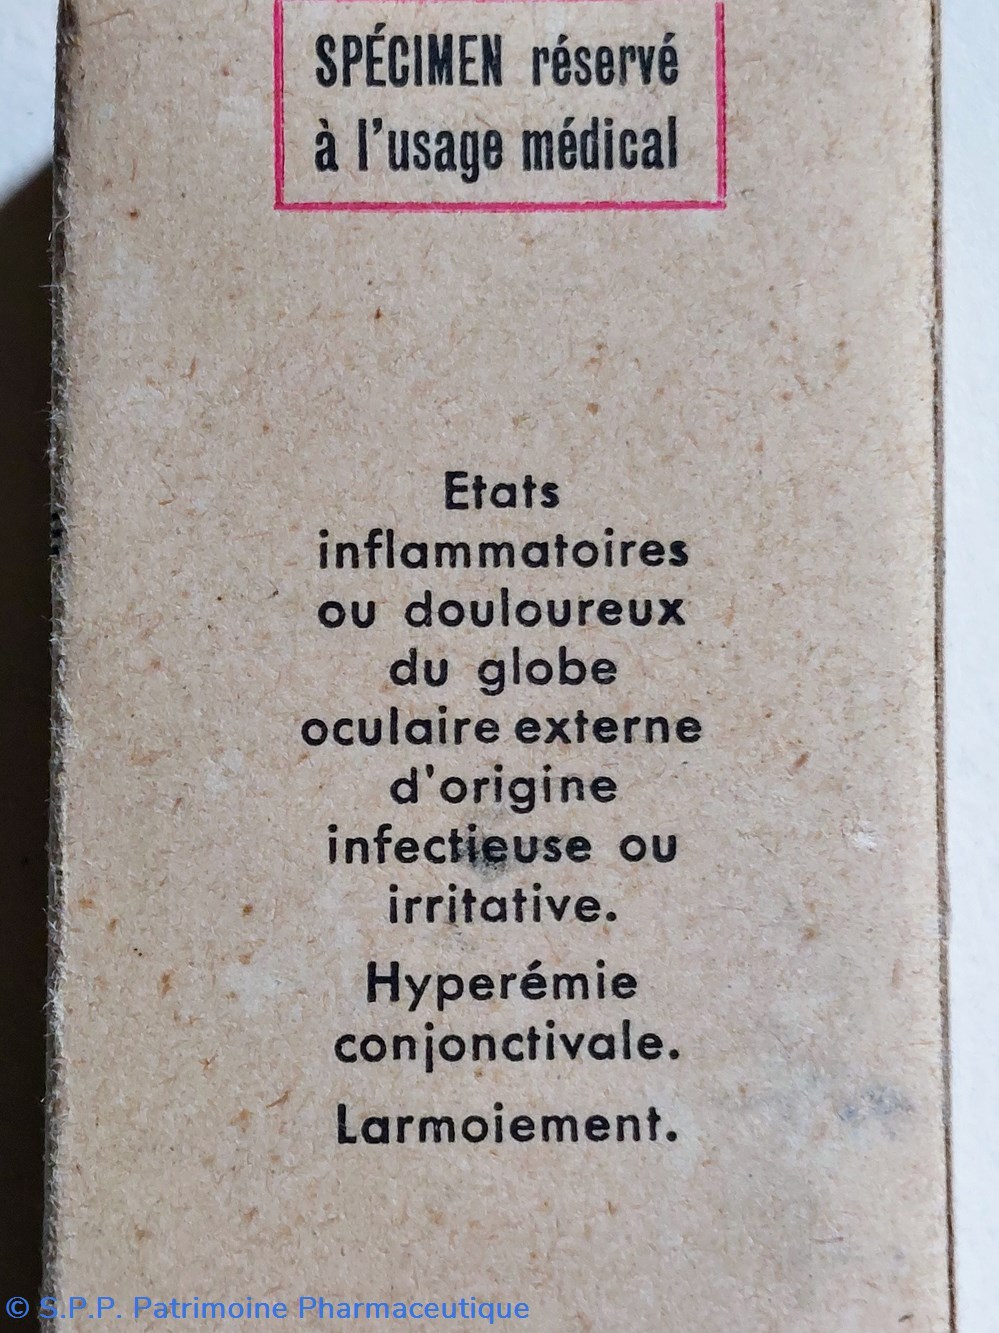 SPÉCIMEN réservé
à l'usage médical
Etats
inflammatoires
ou douloureux
du globe
oculaire externe
d'origine
infectieuse ou
irritative.
Hyperémie
conjonctivale.
Larmoiement.
© S.P.P. Patrimoine Pharmaceutique